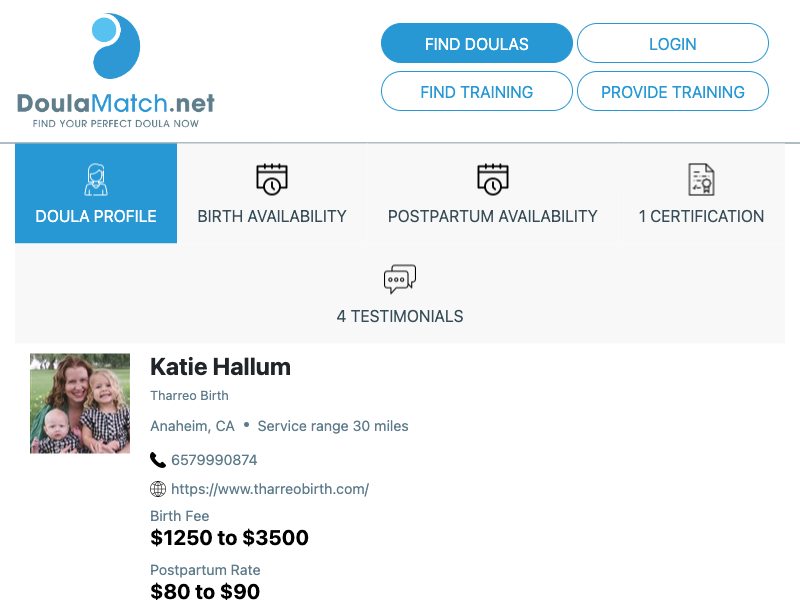 DoulaMatch.net
FIND YOUR PERFECT DOULA NOW
FIND DOULAS
LOGIN
FIND TRAINING
PROVIDE TRAINING
DOULA PROFILE
BIRTH AVAILABILITY
POSTPARTUM AVAILABILITY
1 CERTIFICATION
4 TESTIMONIALS
Katie Hallum
Tharreo Birth
Anaheim, CA • Service range 30 miles
6579990874
https://www.tharreobirth.com/
Birth Fee
$1250 to $3500
Postpartum Rate
$80 to $90